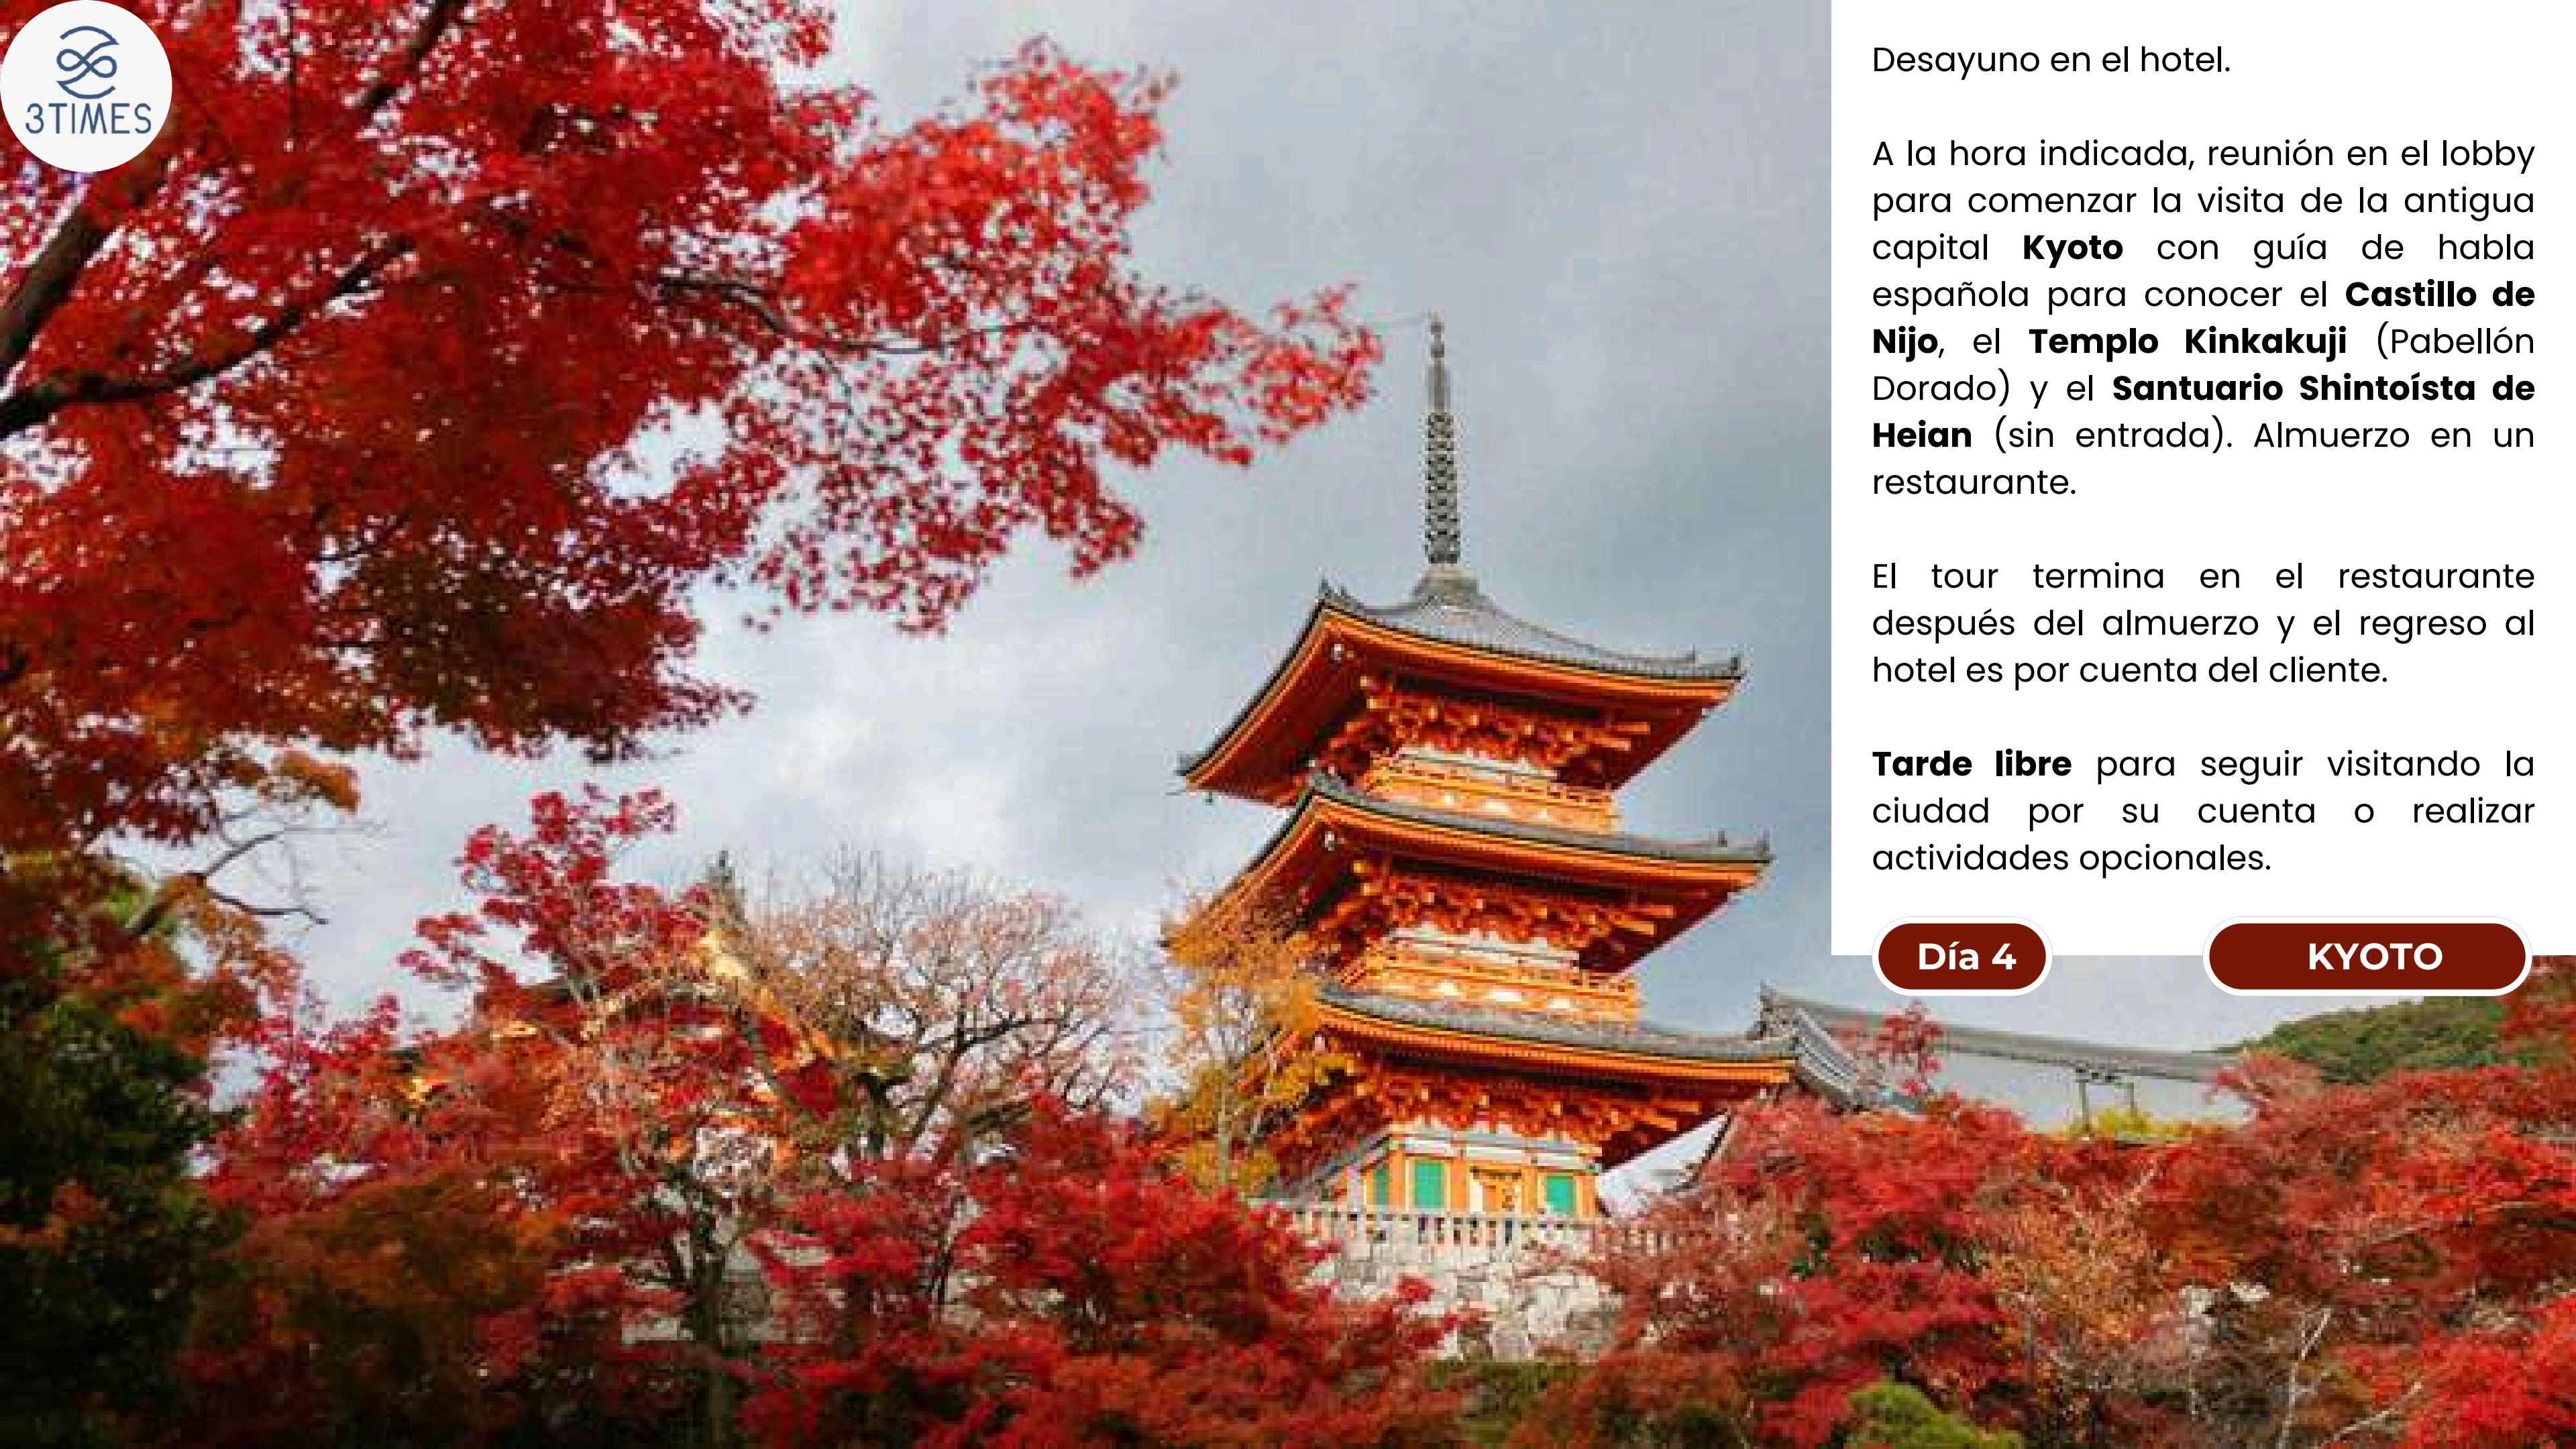 3TIMES
Desayuno en el hotel.
A la hora indicada, reunión en el lobby
para comenzar la visita de la antigua
capital Kyoto con guía de habla
española para conocer el Castillo de
Nijo, el Templo Kinkakuji (Pabellón
Dorado) y el Santuario Shintoísta de
Heian (sin entrada). Almuerzo en un
restaurante.
El tour termina en el restaurante
después del almuerzo y el regreso al
hotel es por cuenta del cliente.
Tarde libre para seguir visitando la
ciudad por su cuenta o realizar
actividades opcionales.
Día 4
KYOTO